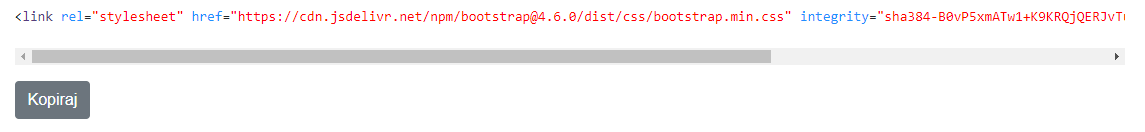 <link rel="stylesheet" href="https://cdn.jsdelivr.net/npm/bootstrap@4.6.0/dist/css/bootstrap.min.css" integrity="sha384-B0vP5xmATw1+K9KRQjQERJvTu
Kopiraj